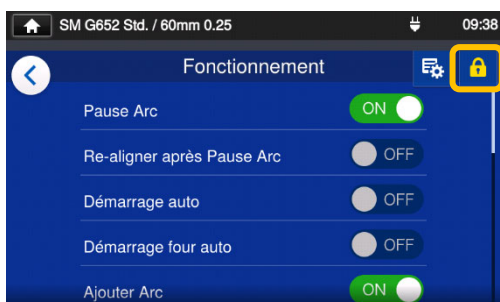 SM G652 Std. / 60mm 0.25 09:38
Fonctionnement
Pause Arc ON
Re-aligner après Pause Arc OFF
Démarrage auto OFF
Démarrage four auto OFF
Ajouter Arc ON